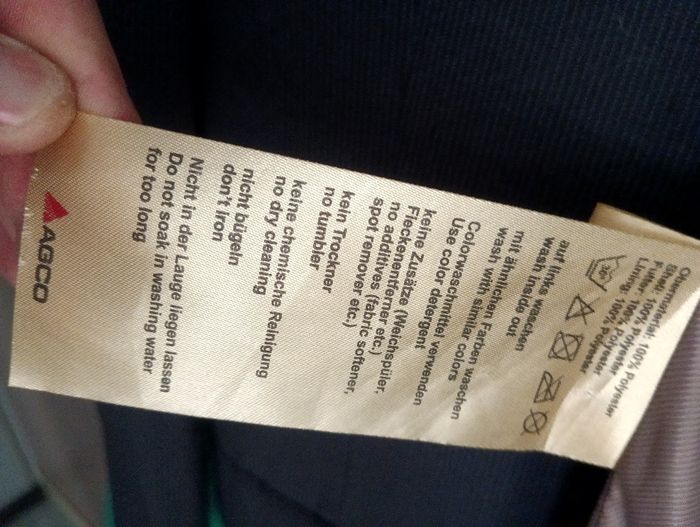 Obermaterial: 100% Polyester
Shell: 100% Polyester
Futter: 100% Polyester
Lining: 100% Polyester
30
auf links waschen
wash inside out
mit ähnlichen Farben waschen
wash with similar colors
Colorwaschmittel verwenden
Use color detergent
keine Zusätze (Weichspüler,
Fleckenentferner etc.)
no additives (fabric softener,
spot remover etc.)
kein Trockner
no tumbler
keine chemische Reinigung
no dry cleaning
nicht bügeln
don't iron
Nicht in der Lauge liegen lassen
Do not soak in washing water
for too long
AGCO